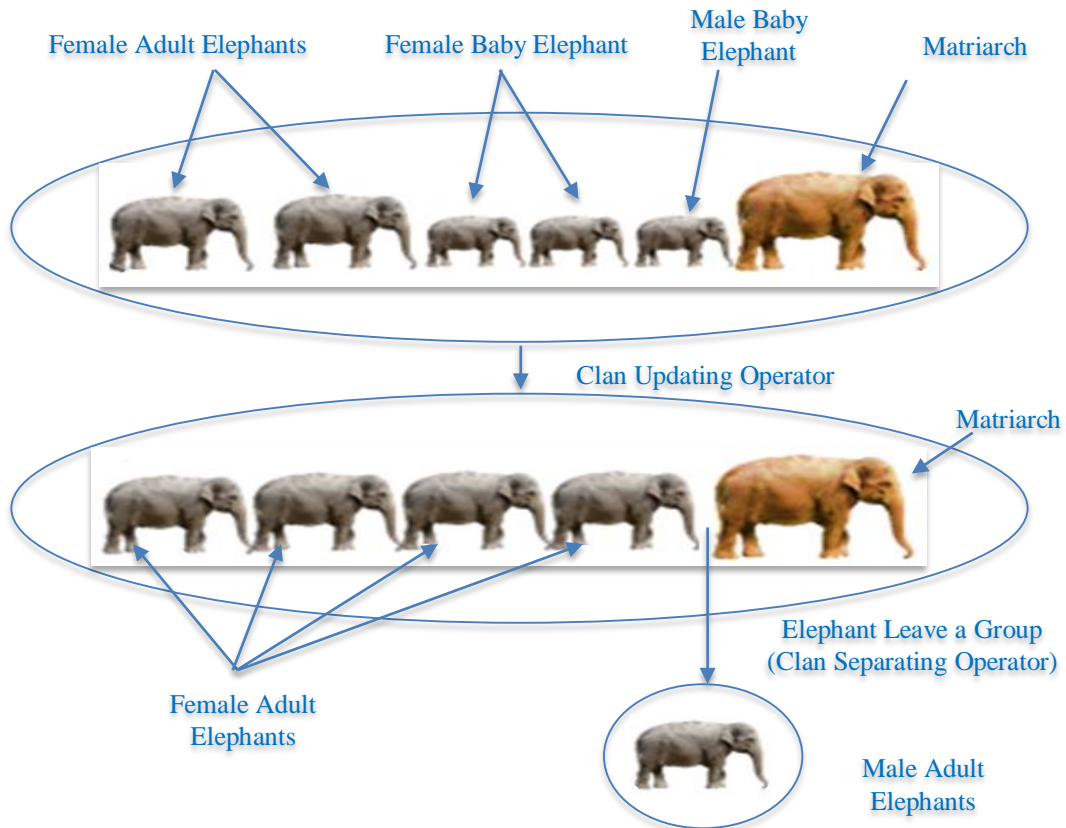 Female Adult Elephants
Female Baby Elephant
Male Baby
Elephant
Matriarch
Clan Updating Operator
Matriarch
Elephant Leave a Group
(Clan Separating Operator)
Female Adult
Elephants
Male Adult
Elephants